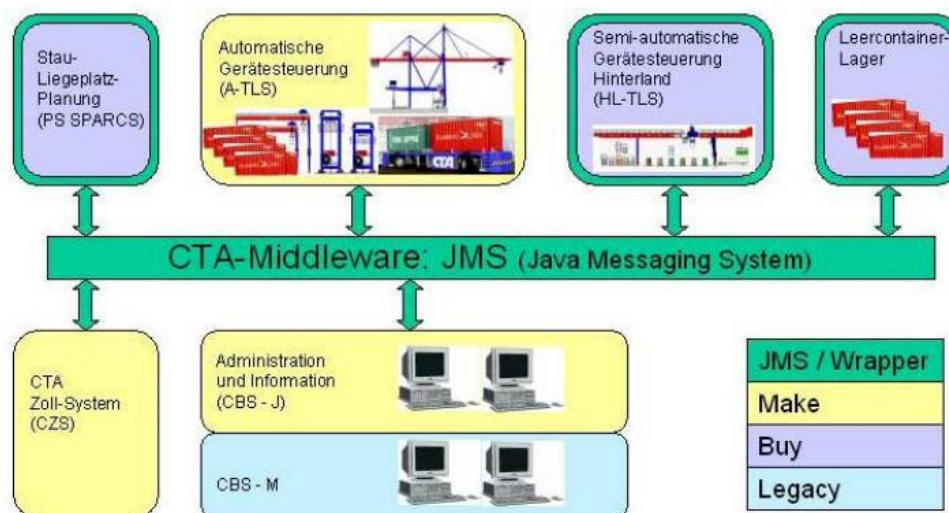 Stau-
Liegeplatz-
Planung
(PS SPARCS)
Automatische
Gerätesteuerung
(A-TLS)
CTA
Semi-automatische
Gerätesteuerung
Hinterland
(HL-TLS)
Leercontainer-
Lager
CTA-Middleware: JMS (Java Messaging System)
CTA
Zoll-System
(CZS)
Administration
und Information
(CBS - J)
CBS - M
JMS / Wrapper
Make
Buy
Legacy